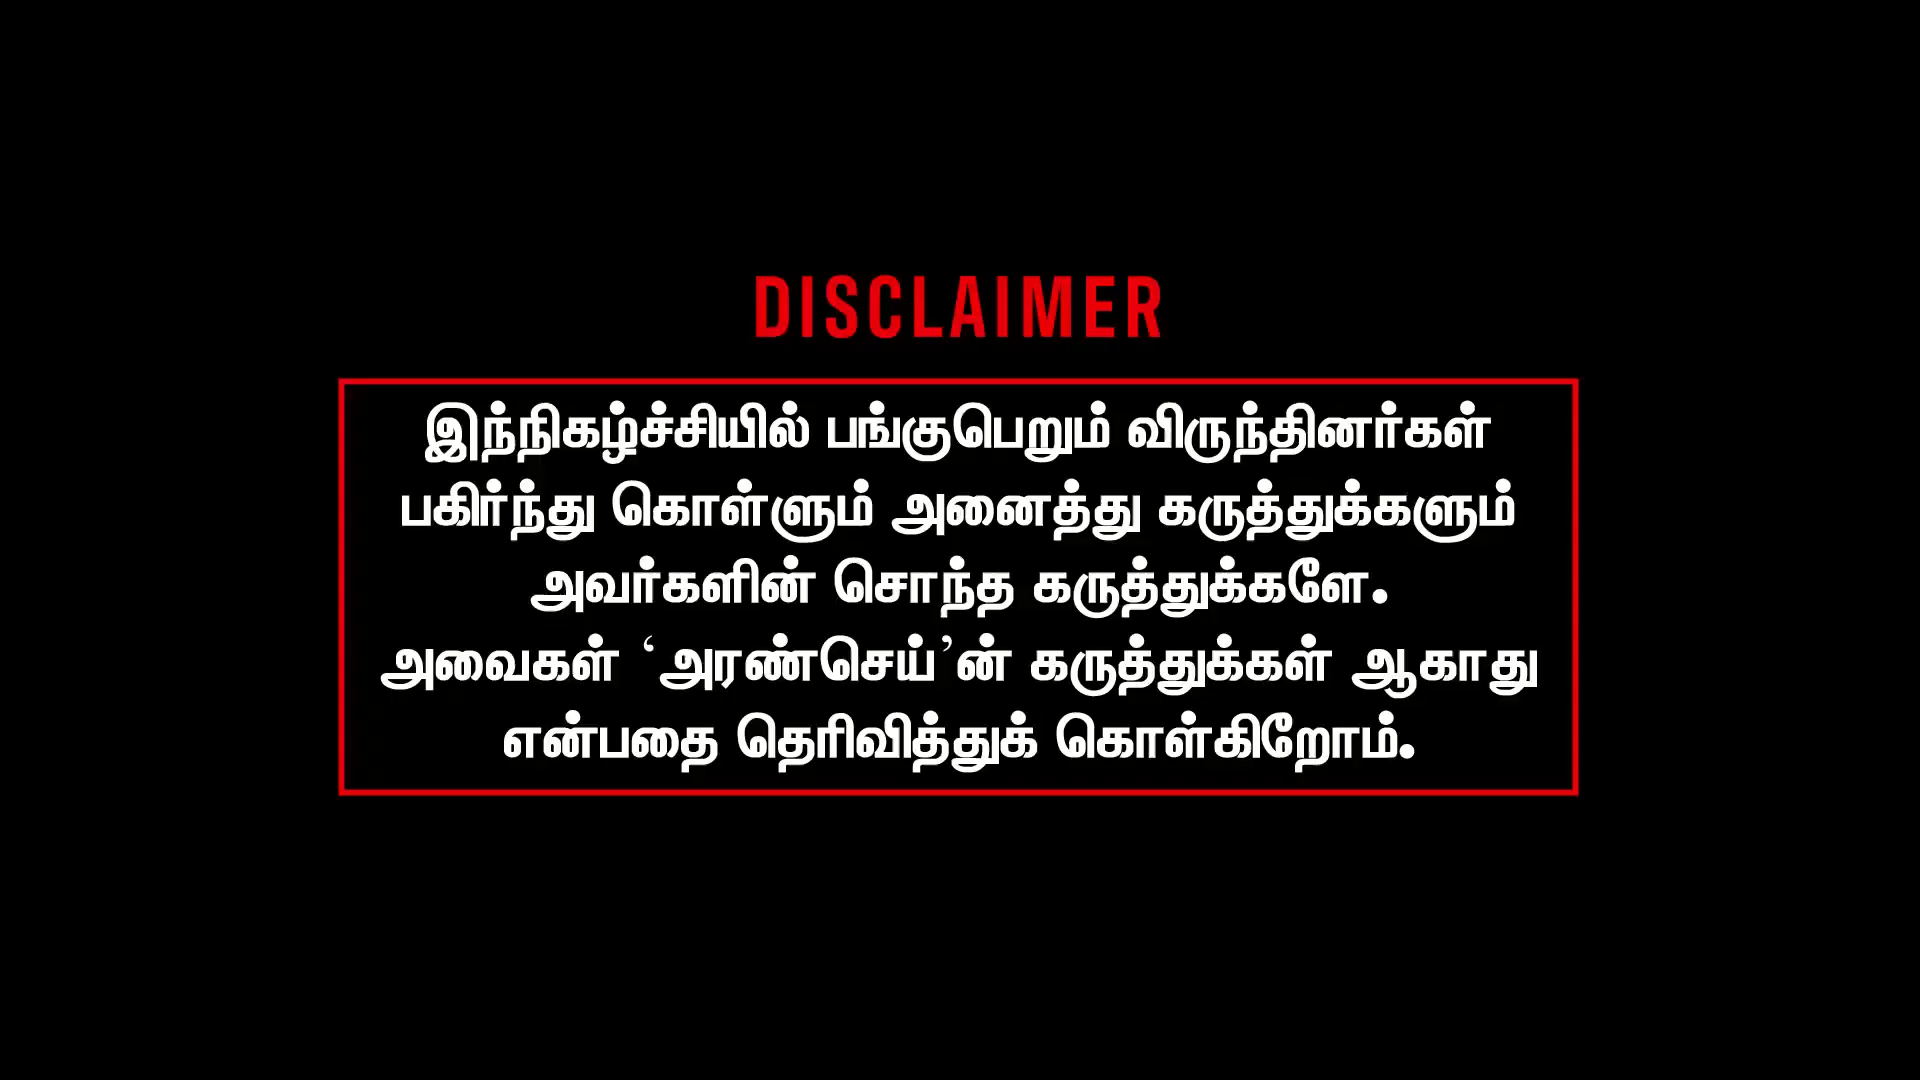 DISCLAIMER
இந்நிகழ்ச்சியில் பங்குபெறும் விருந்தினர்கள்
பகிர்ந்து கொள்ளும் அனைத்து கருத்துக்களும்
அவர்களின் சொந்த கருத்துக்களே.
அவைகள் ‘அரண்செய்’ன் கருத்துக்கள் ஆகாது
என்பதை தெரிவித்துக் கொள்கிறோம்.